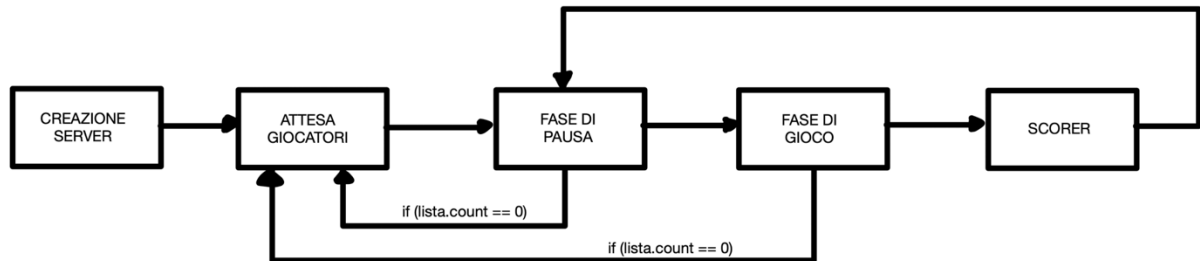 CREAZIONE
SERVER
ATTESA
GIOCATORI
FASE DI
PAUSA
FASE DI
GIOCO
SCORER
if (lista.count == 0)
if (lista.count == 0)